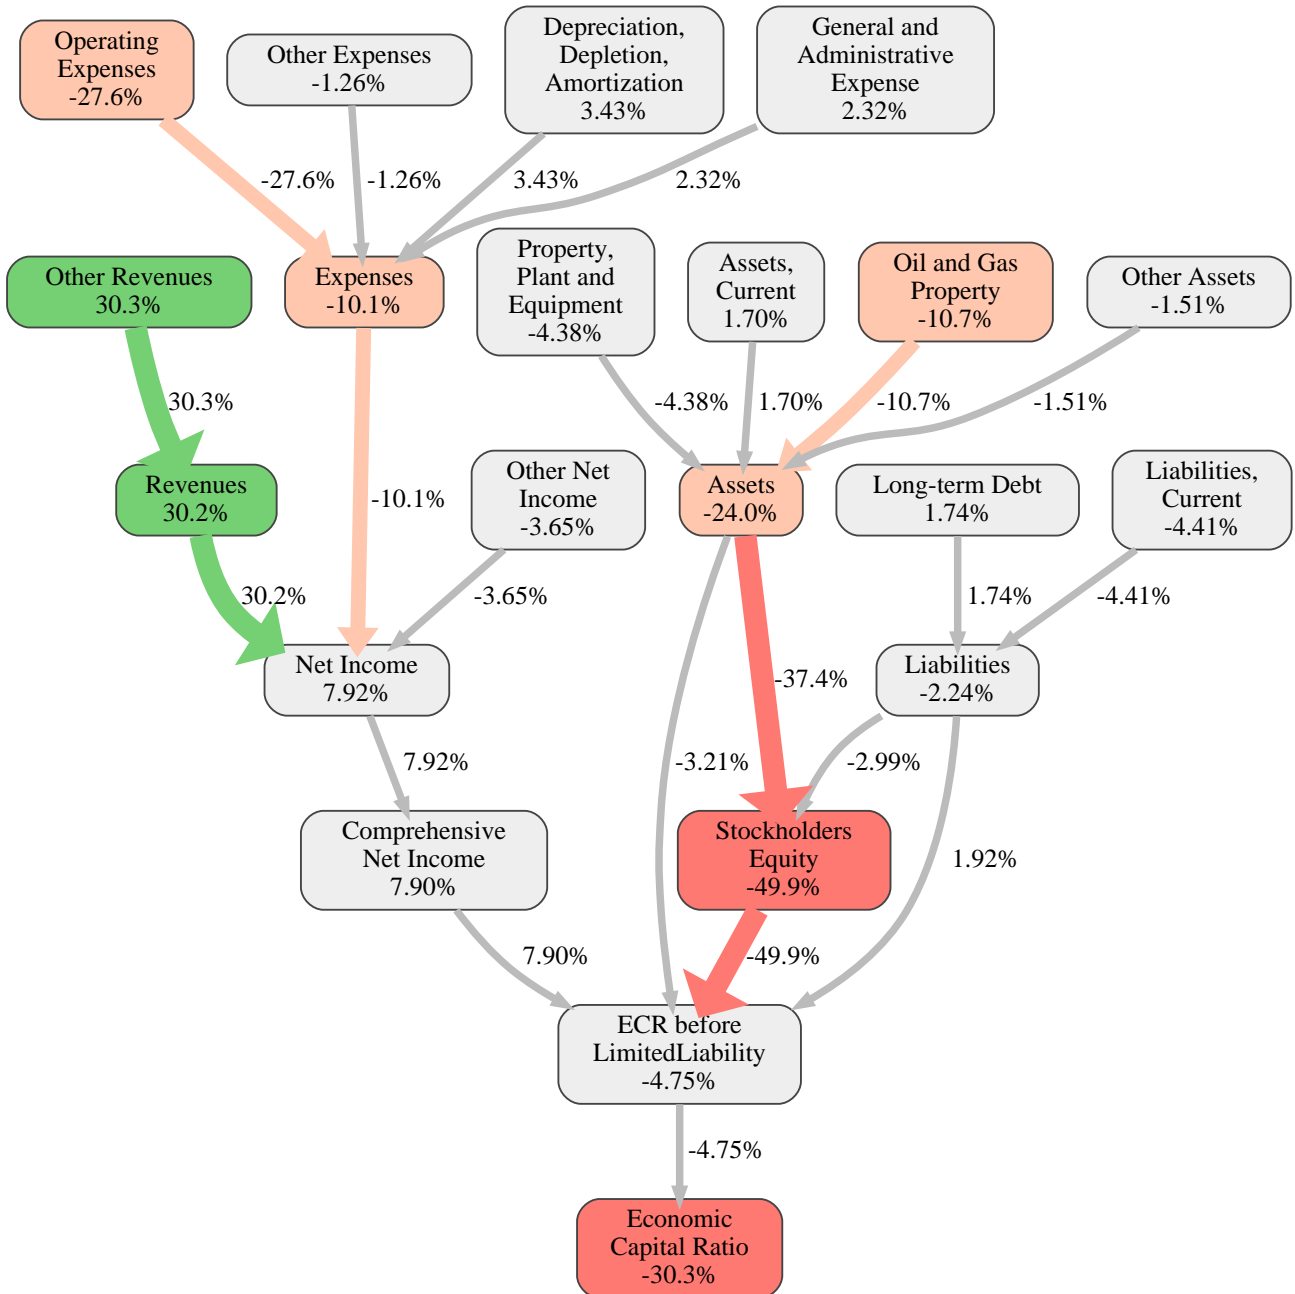 Operating
Expenses
-27.6%
Other Expenses
-1.26%
Depreciation,
Depletion,
Amortization
3.43%
General and
Administrative
Expense
2.32%
-27.6%
-1.26%
3.43%
2.32%
Other Revenues
30.3%
Expenses
-10.1%
Property,
Plant and
Equipment
-4.38%
Assets,
Current
1.70%
Oil and Gas
Property
-10.7%
Other Assets
-1.51%
30.3%
-4.38%
1.70%
-10.7%
-1.51%
Revenues
30.2%
-10.1%
Other Net
Income
-3.65%
Assets
-24.0%
Long-term Debt
1.74%
Liabilities,
Current
-4.41%
30.2%
-3.65%
1.74%
-4.41%
Net Income
7.92%
-37.4%
Liabilities
-2.24%
7.92%
-3.21%
-2.99%
Comprehensive
Net Income
7.90%
Stockholders
Equity
-49.9%
1.92%
7.90%
-49.9%
ECR before
LimitedLiability
-4.75%
-4.75%
Economic
Capital Ratio
-30.3%